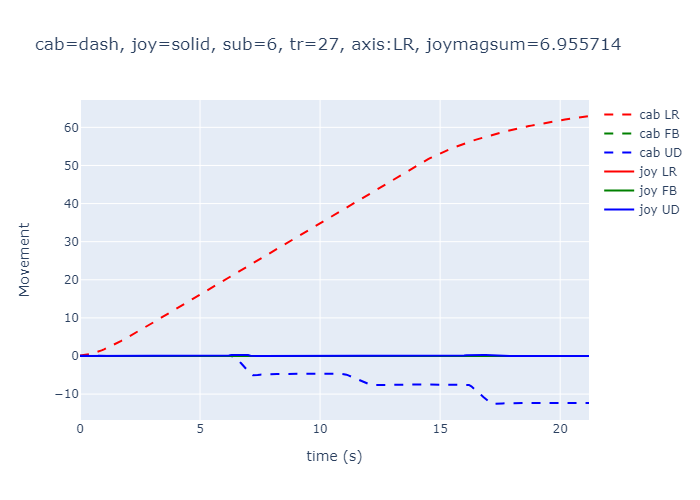 cab=dash, joy=solid, sub=6, tr=27, axis:LR, joymagsum=6.955714
cab LR
cab FB
cab UD
joy LR
joy FB
joy UD
Movement
60
50
40
30
20
10
0
−10
0
5
10
15
20
time (s)